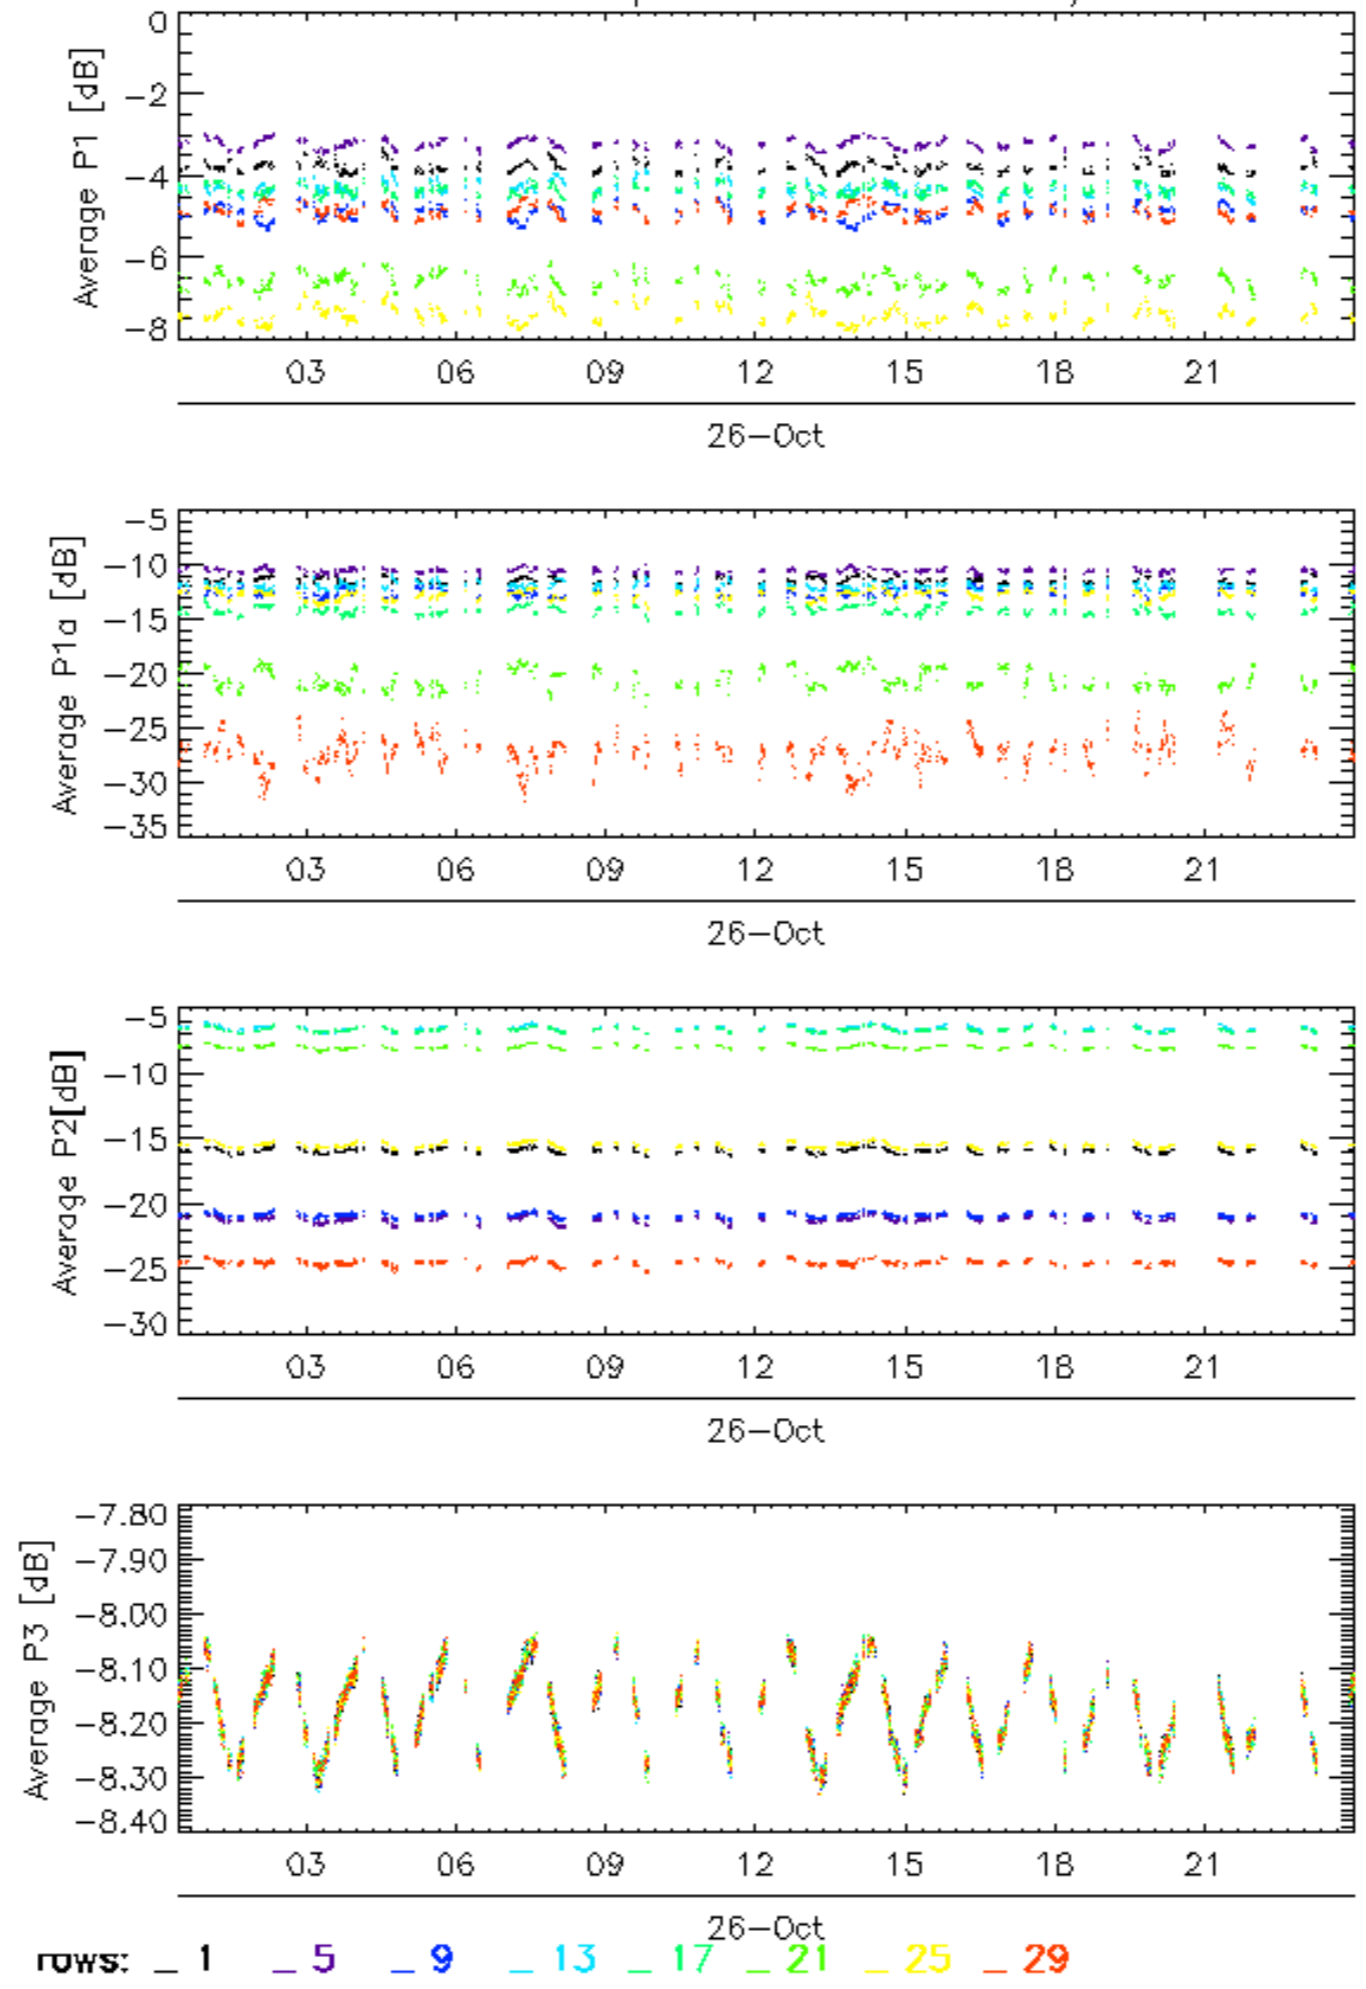 0
-2
-4
-6
-8
Average P1 [dB]
03 06 09 12 15 18 21
26-Oct
-5
-10
-15
-20
-25
-30
-35
Average P1a [dB]
03 06 09 12 15 18 21
26-Oct
-5
-10
-15
-20
-25
-30
Average P2[dB]
03 06 09 12 15 18 21
26-Oct
-7.80
-7.90
-8.00
-8.10
-8.20
-8.30
-8.40
Average P3 [dB]
03 06 09 12 15 18 21
26-Oct
rows: _ 1 _ 5 _ 9 _ 13 _ 17 _ 21 _ 25 _ 29